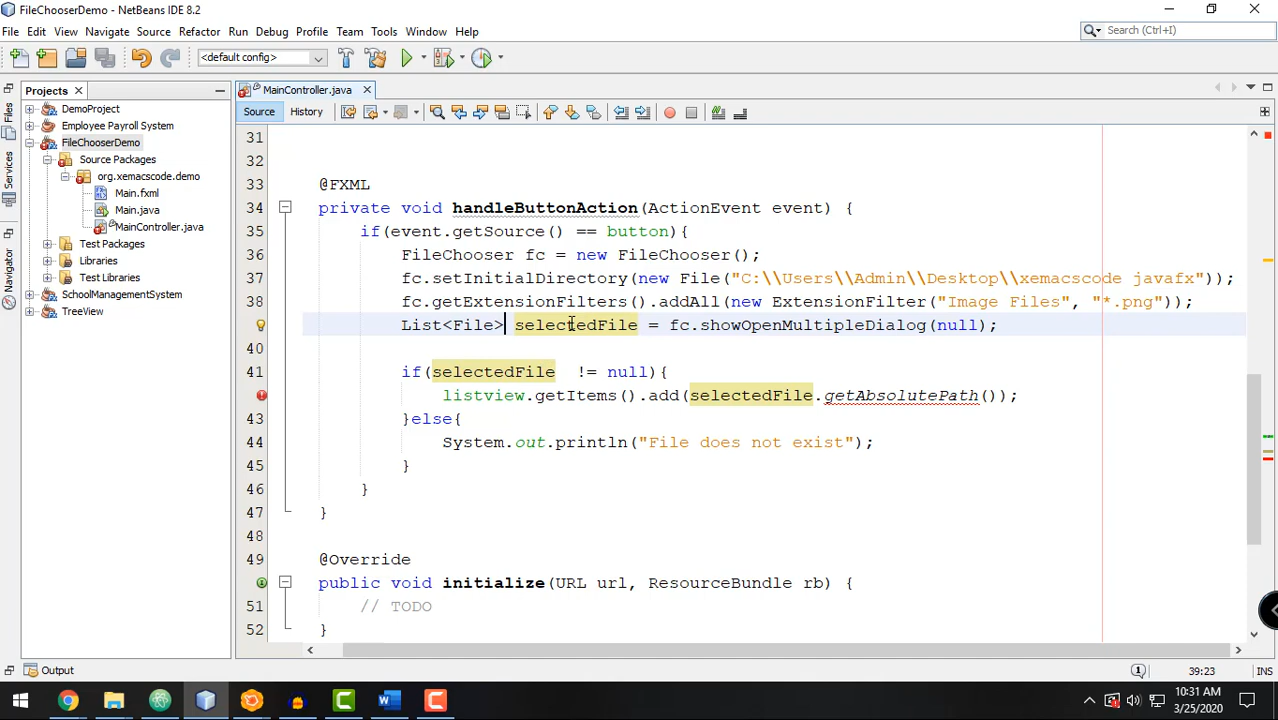 FileChooserDemo - NetBeans IDE 8.2
File Edit View Navigate Source Refactor Run Debug Profile Team Tools Window Help
Search (Ctrl+I)
<default config>
Projects
MainController.java
Source History
Files
Services
Navigator
DemoProject
Employee Payroll System
FileChooserDemo
Source Packages
org.xemacscode.demo
Main.fxml
Main.java
MainController.java
Test Packages
Libraries
Test Libraries
SchoolManagementSystem
TreeView
31
32
33 @FXML
34 private void handleButtonAction(ActionEvent event) {
35 if(event.getSource() == button){
36 FileChooser fc = new FileChooser();
37 fc.setInitialDirectory(new File("C:\\Users\\Admin\\Desktop\\xemacscode javafx"));
38 fc.getExtensionFilters().addAll(new ExtensionFilter("Image Files", "*.png"));
List<File> selectedFile = fc.showOpenMultipleDialog(null);
40
41 if(selectedFile  != null){
listview.getItems().add(selectedFile.getAbsolutePath());
43 }else{
44 System.out.println("File does not exist");
45 }
46 }
47 }
48
49 @Override
public void initialize(URL url, ResourceBundle rb) {
51 // TODO
52 }
Output
1
39:23
10:31 AM
3/25/2020